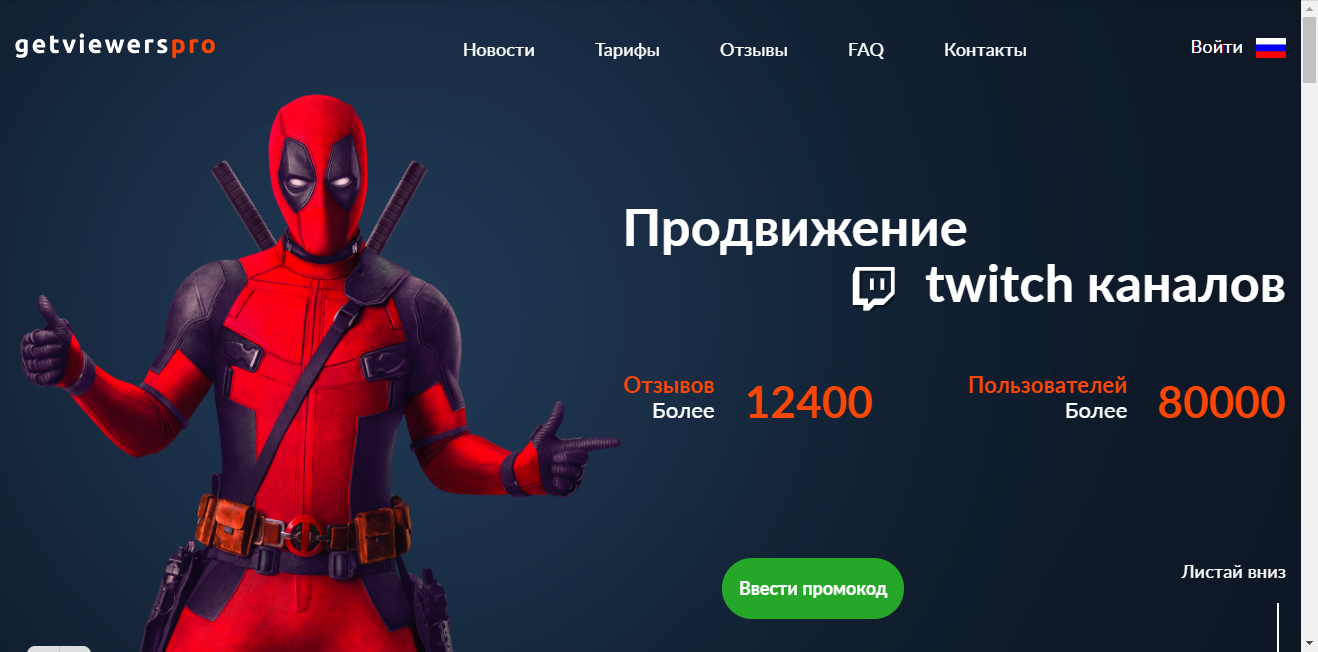 getviewerspro
Новости
Тарифы
Отзывы
FAQ
Контакты
Войти
Продвижение
twitch каналов
Отзывов
Более
12400
Пользователей
Более
80000
Ввести промокод
Листай вниз